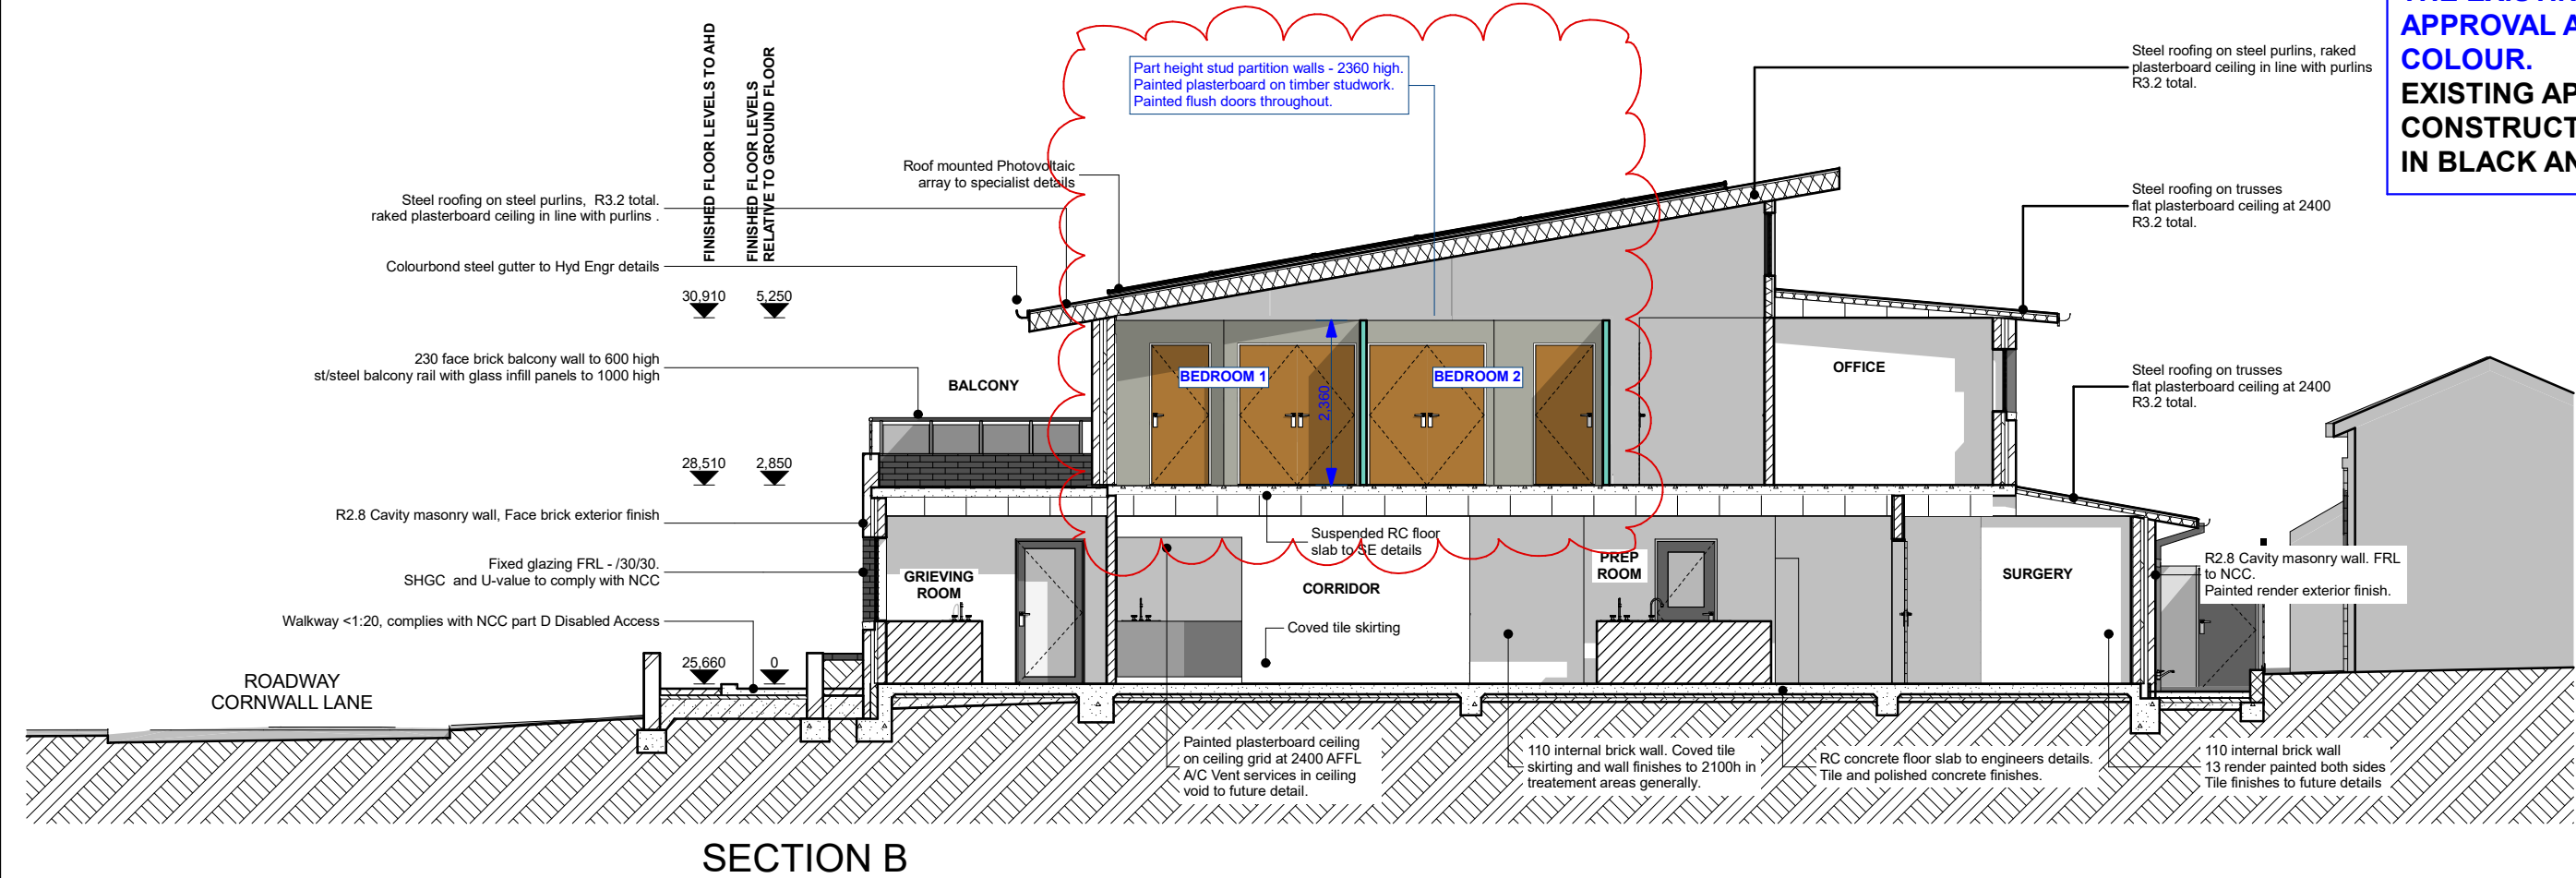 THE EXISTING
APPROVAL A
COLOUR.
EXISTING AP
CONSTRUCT
IN BLACK AN
FINISHED FLOOR LEVELS TO AHD
FINISHED FLOOR LEVELS
RELATIVE TO GROUND FLOOR
Part height stud partition walls - 2360 high.
Painted plasterboard on timber studwork.
Painted flush doors throughout.
Steel roofing on steel purlins, raked
plasterboard ceiling in line with purlins
R3.2 total.
Roof mounted Photovoltaic
array to specialist details
Steel roofing on steel purlins, R3.2 total.
raked plasterboard ceiling in line with purlins .
Steel roofing on trusses
flat plasterboard ceiling at 2400
R3.2 total.
Colourbond steel gutter to Hyd Engr details
30,910 5,250
230 face brick balcony wall to 600 high
st/steel balcony rail with glass infill panels to 1000 high
BALCONY
BEDROOM 1
2,360
BEDROOM 2
OFFICE
Steel roofing on trusses
flat plasterboard ceiling at 2400
R3.2 total.
28,510 2,850
R2.8 Cavity masonry wall, Face brick exterior finish
Suspended RC floor
slab to SE details
Fixed glazing FRL - /30/30.
SHGC and U-value to comply with NCC
GRIEVING
ROOM
CORRIDOR
PREP
ROOM
SURGERY
R2.8 Cavity masonry wall. FRL
to NCC.
Painted render exterior finish.
Walkway <1:20, complies with NCC part D Disabled Access
Coved tile skirting
25,660 0
ROADWAY
CORNWALL LANE
Painted plasterboard ceiling
on ceiling grid at 2400 AFFL
A/C Vent services in ceiling
void to future detail.
110 internal brick wall. Coved tile
skirting and wall finishes to 2100h in
treatement areas generally.
RC concrete floor slab to engineers details.
Tile and polished concrete finishes.
110 internal brick wall
13 render painted both sides
Tile finishes to future details
SECTION B